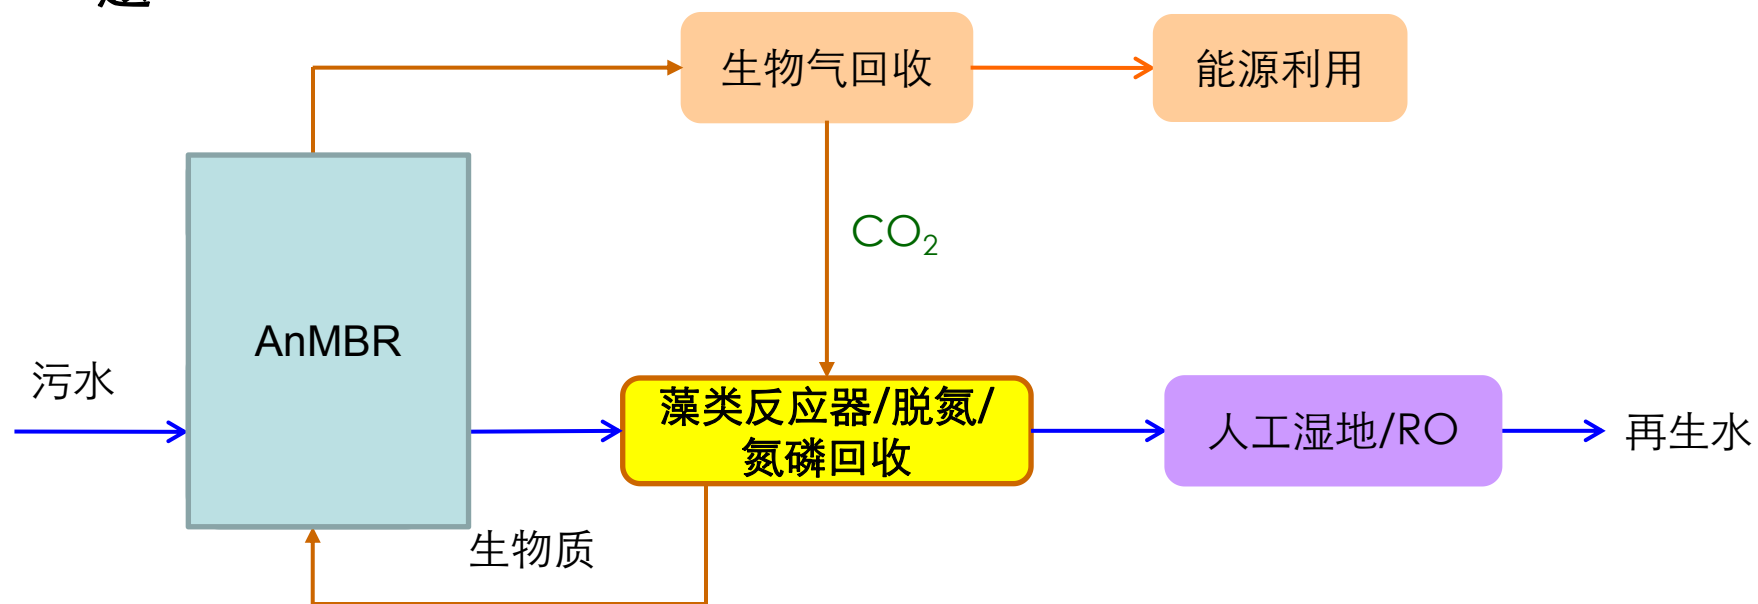 生物气回收
能源利用
CO₂
AnMBR
污水
藻类反应器/脱氮/
氮磷回收
人工湿地/RO
再生水
生物质